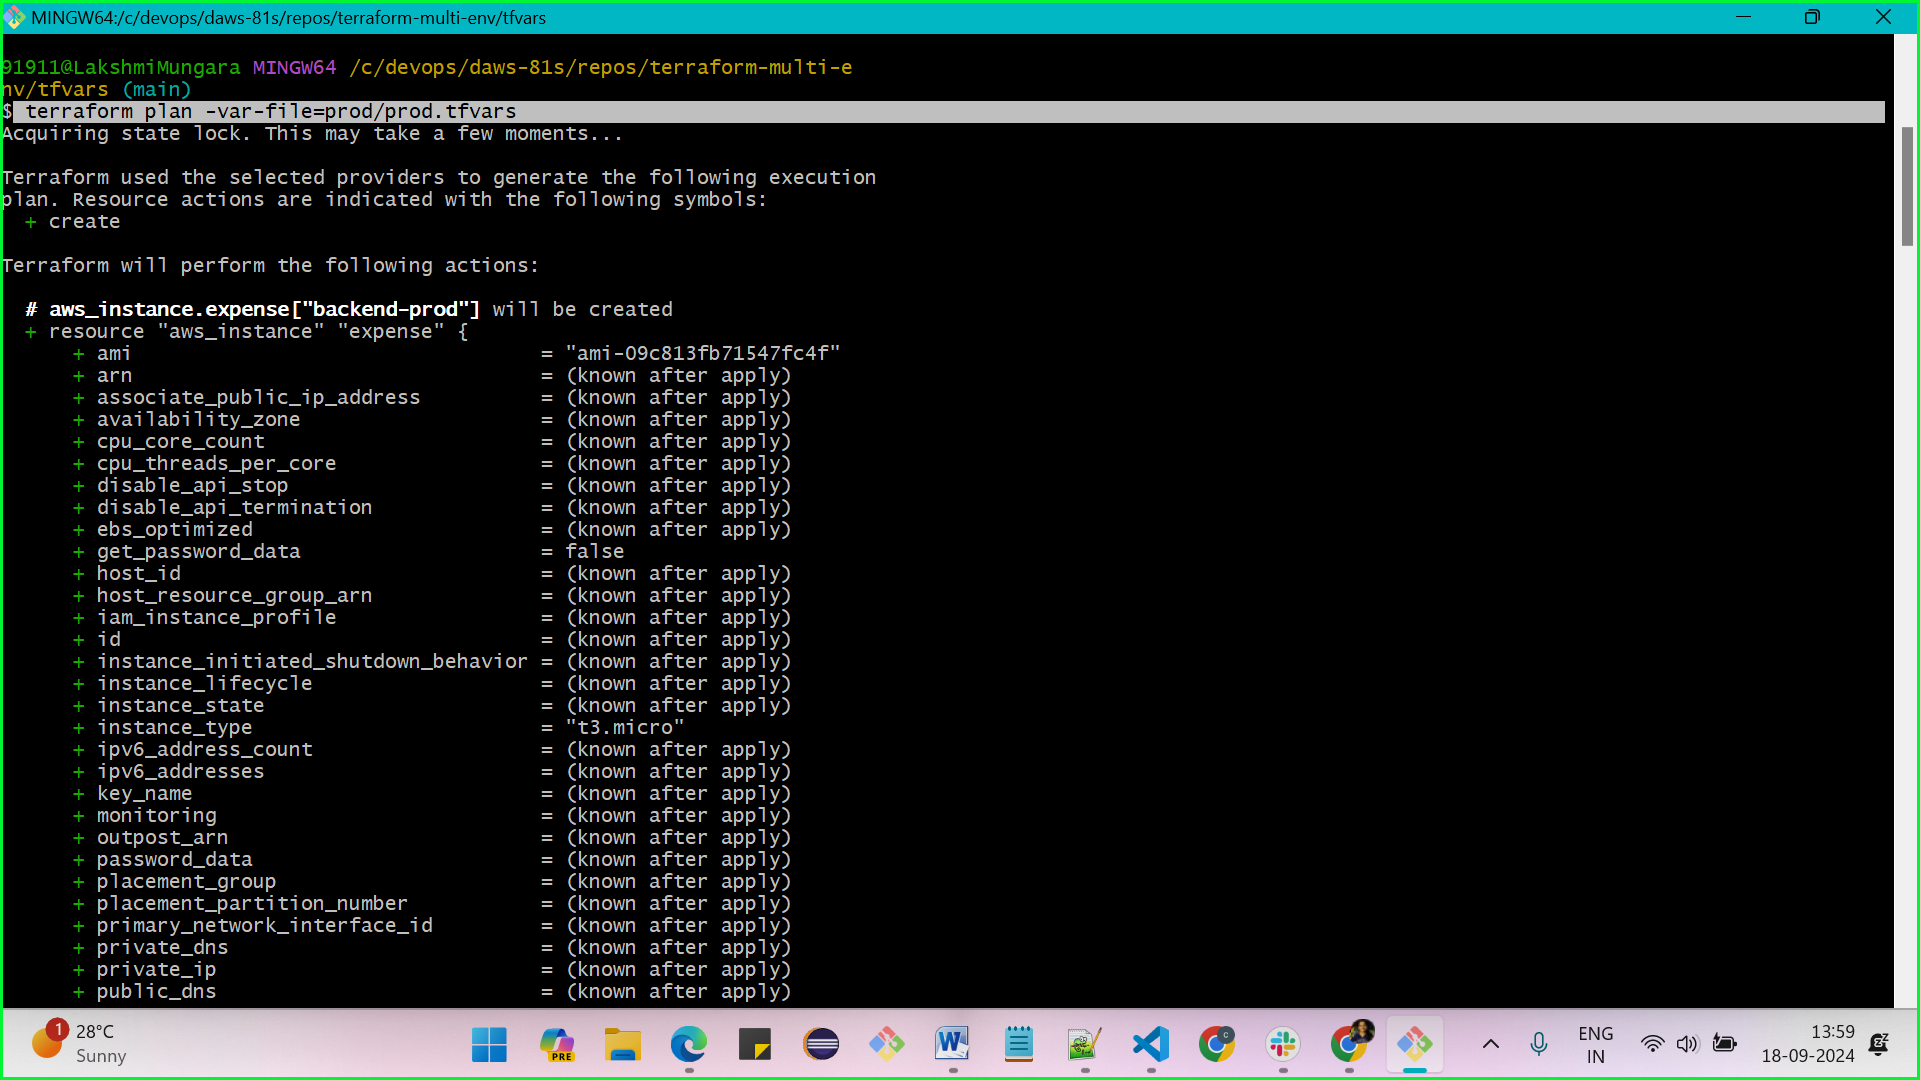 MINGW64:/c/devops/daws-81s/repos/terraform-multi-env/tfvars
91911@LakshmiMungara MINGW64 /c/devops/daws-81s/repos/terraform-multi-e
nv/tfvars (main)
$ terraform plan -var-file=prod/prod.tfvars
Acquiring state lock. This may take a few moments...
Terraform used the selected providers to generate the following execution
plan. Resource actions are indicated with the following symbols:
+ create
Terraform will perform the following actions:
# aws_instance.expense["backend-prod"] will be created
+ resource "aws_instance" "expense" {
+ ami = "ami-09c813fb71547fc4f"
+ arn = (known after apply)
+ associate_public_ip_address = (known after apply)
+ availability_zone = (known after apply)
+ cpu_core_count = (known after apply)
+ cpu_threads_per_core = (known after apply)
+ disable_api_stop = (known after apply)
+ disable_api_termination = (known after apply)
+ ebs_optimized = (known after apply)
+ get_password_data = false
+ host_id = (known after apply)
+ host_resource_group_arn = (known after apply)
+ iam_instance_profile = (known after apply)
+ id = (known after apply)
+ instance_initiated_shutdown_behavior = (known after apply)
+ instance_lifecycle = (known after apply)
+ instance_state = (known after apply)
+ instance_type = "t3.micro"
+ ipv6_address_count = (known after apply)
+ ipv6_addresses = (known after apply)
+ key_name = (known after apply)
+ monitoring = (known after apply)
+ outpost_arn = (known after apply)
+ password_data = (known after apply)
+ placement_group = (known after apply)
+ placement_partition_number = (known after apply)
+ primary_network_interface_id = (known after apply)
+ private_dns = (known after apply)
+ private_ip = (known after apply)
+ public_dns = (known after apply)
1
28°C
Sunny
PRE
C
ENG
IN
13:59
18-09-2024